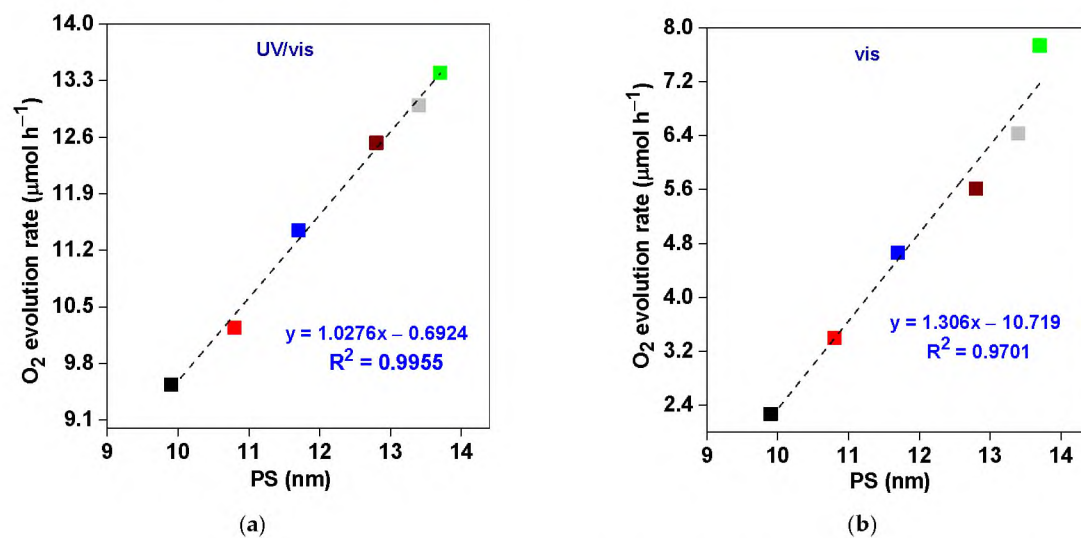 UV/vis
O₂ evolution rate (μmol h⁻¹)
14.0
13.3
12.6
11.9
11.2
10.5
9.8
9.1
y = 1.0276x – 0.6924
R² = 0.9955
9 10 11 12 13 14
PS (nm)
(a)
vis
O₂ evolution rate (μmol h⁻¹)
8.0
7.2
6.4
5.6
4.8
4.0
3.2
2.4
y = 1.306x – 10.719
R² = 0.9701
9 10 11 12 13 14
PS (nm)
(b)